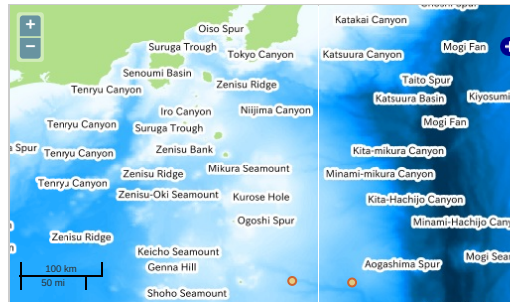 Oiso Spur
Katakai Canyon
Suruga Trough
Tokyo Canyon
Katsuura Canyon
Mogi Fan
Senoumi Basin
Zenisu Ridge
Taito Spur
Tenryu Canyon
Katsuura Basin
Kiyosumi
Iro Canyon
Niijima Canyon
Mogi Fan
Tenryu Canyon
Suruga Trough
a Spur
Tenryu Canyon
Zenisu Bank
Kita-mikura Canyon
Tenryu Canyon
Zenisu Ridge
Mikura Seamount
Minami-mikura Canyon
Zenisu-Oki Seamount
Kurose Hole
Kita-Hachijo Canyon
Ogoshi Spur
Minami-Hachijo Cany
Zenisu Ridge
Keicho Seamount
Mogi Sea
Genna Hill
Aogashima Spur
Shoho Seamount
+
−
100 km
50 mi